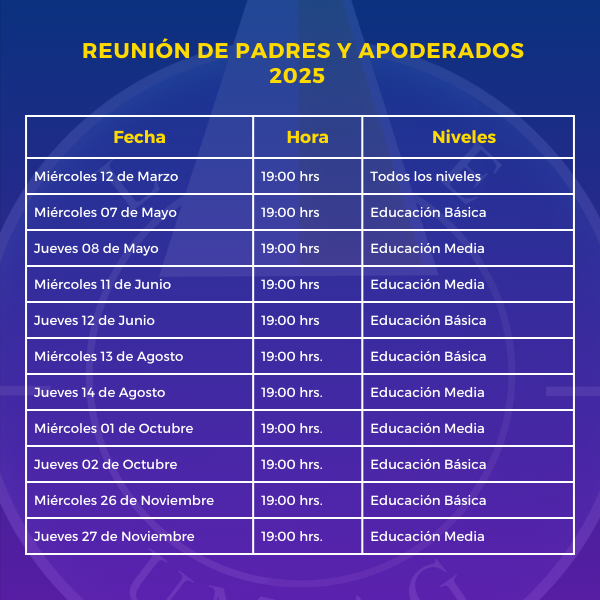 REUNIÓN DE PADRES Y APODERADOS
2025
Fecha Hora Niveles
Miércoles 12 de Marzo 19:00 hrs Todos los niveles
Miércoles 07 de Mayo 19:00 hrs Educación Básica
Jueves 08 de Mayo 19:00 hrs Educación Media
Miércoles 11 de Junio 19:00 hrs Educación Media
Jueves 12 de Junio 19:00 hrs Educación Básica
Miércoles 13 de Agosto 19:00 hrs. Educación Básica
Jueves 14 de Agosto 19:00 hrs. Educación Media
Miércoles 01 de Octubre 19:00 hrs. Educación Media
Jueves 02 de Octubre 19:00 hrs. Educación Básica
Miércoles 26 de Noviembre 19:00 hrs. Educación Básica
Jueves 27 de Noviembre 19:00 hrs. Educación Media